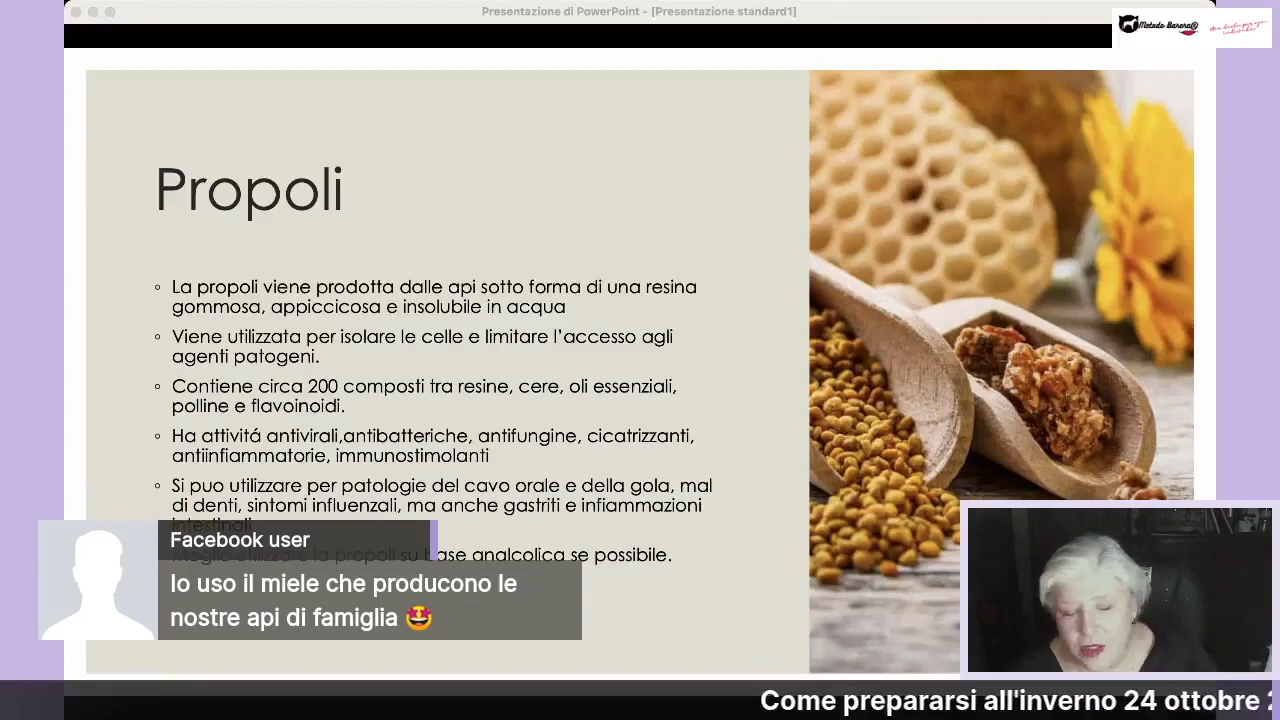 Presentazione di PowerPoint - [Presentazione standard1]
Metodo Barera®
Propoli
La propoli viene prodotta dalle api sotto forma di una resina
gommosa, appiccicosa e insolubile in acqua
Viene utilizzata per isolare le celle e limitare l'accesso agli
agenti patogeni.
Contiene circa 200 composti tra resine, cere, oli essenziali,
polline e flavoinoidi.
Ha attivitá antivirali,antibatteriche, antifungine, cicatrizzanti,
antiinfiammatorie, immunostimolanti
Si puo utilizzare per patologie del cavo orale e della gola, mal
di denti, sintomi influenzali, ma anche gastriti e infiammazioni
intestinali
Meglio utilizzare la propoli su base analcolica se possibile.
Facebook user
Io uso il miele che producono le
nostre api di famiglia 🤩
Come prepararsi all'inverno 24 ottobre